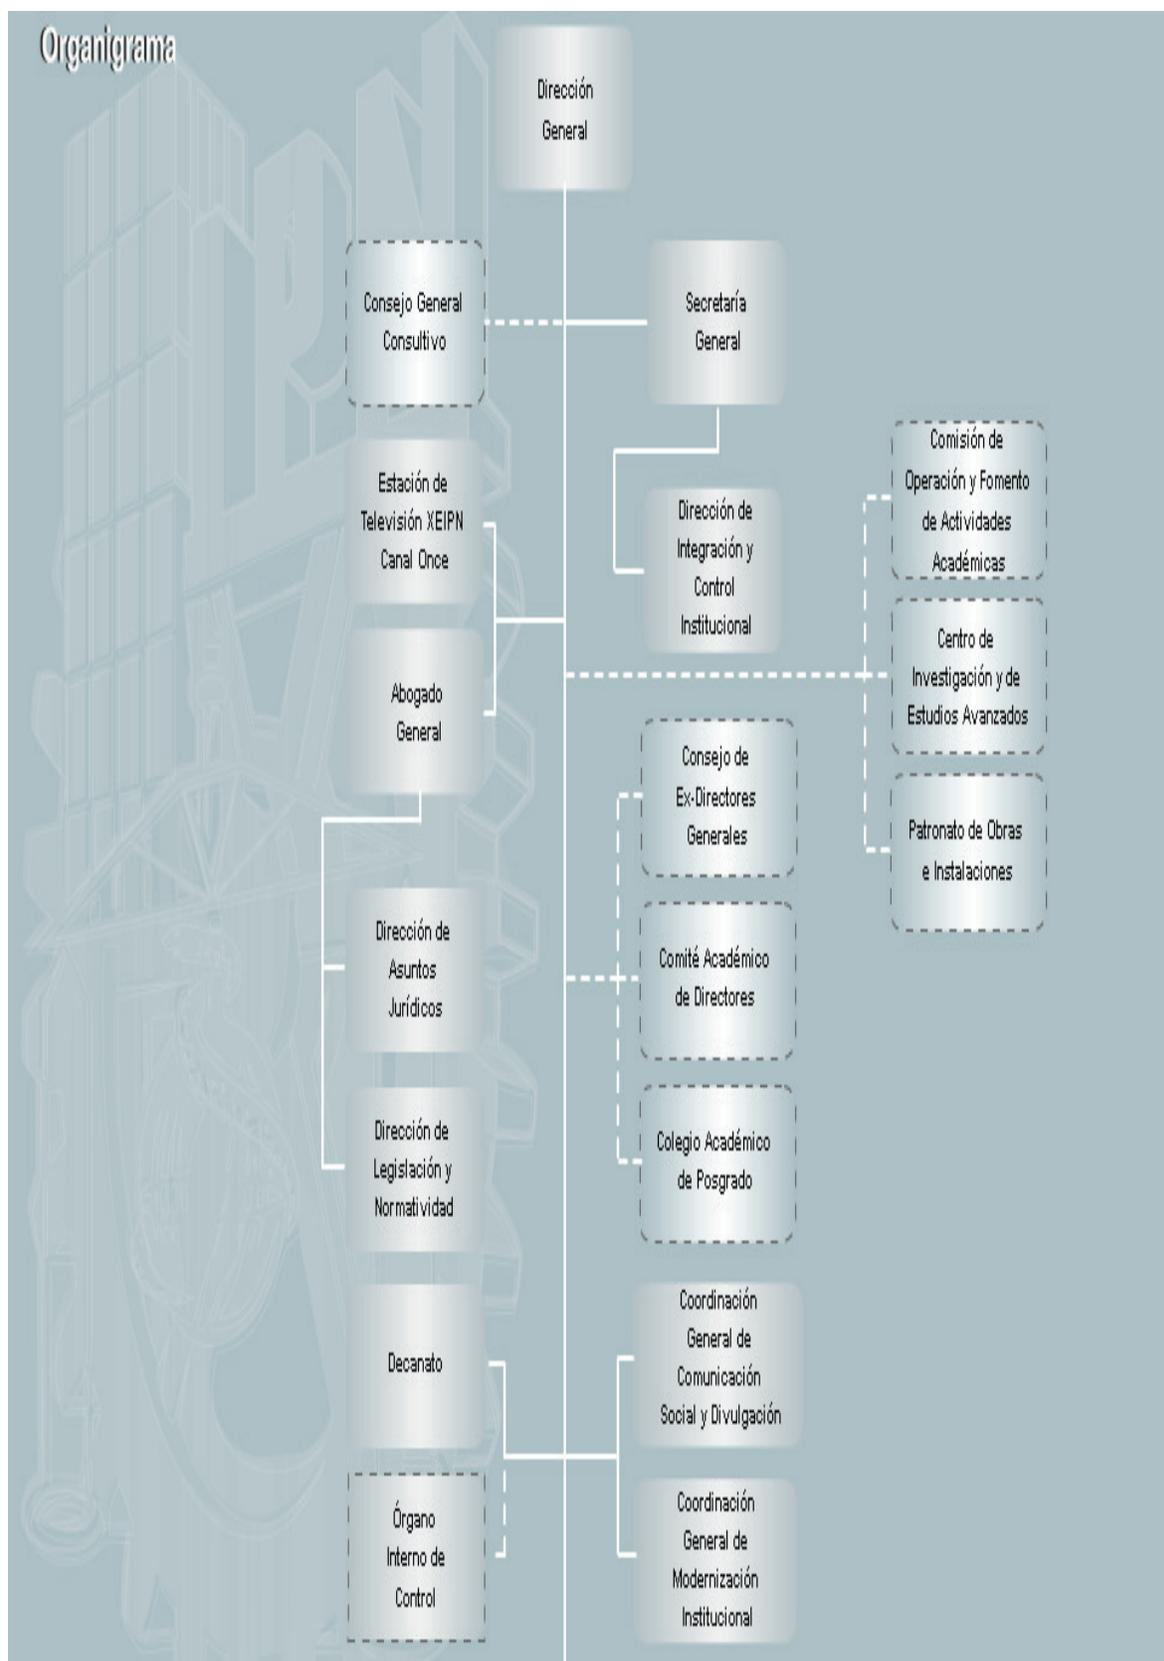 Organigrama
Dirección
General
Consejo General
Consultivo
Secretaría
General
Estación de
Televisión XEIPN
Canal Once
Dirección de
Integración y
Control
Institucional
Comisión de
Operación y Fomento
de Actividades
Académicas
Centro de
Investigación y de
Estudios Avanzados
Patronato de Obras
e Instalaciones
Abogado
General
Consejo de
Ex-Directores
Generales
Dirección de
Asuntos
Jurídicos
Comité Académico
de Directores
Dirección de
Legislación y
Normatividad
Colegio Académico
de Posgrado
Decanato
Coordinación
General de
Comunicación
Social y Divulgación
Órgano
Interno de
Control
Coordinación
General de
Modernización
Institucional
IPN